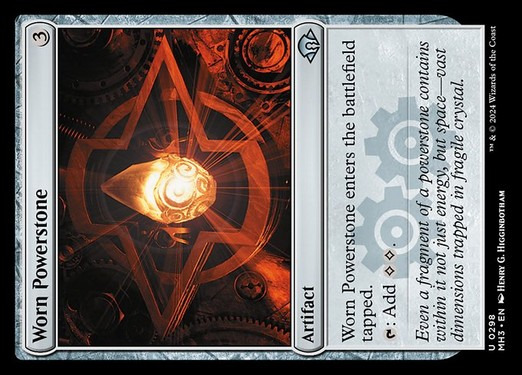 Worn Powerstone 3
Artifact
Worn Powerstone enters the battlefield
tapped.
: Add .
Even a fragment of a powerstone contains
within it not just energy, but space—vast
dimensions trapped in fragile crystal.
U 0298
MH3 • EN HENRY G. HIGGINBOTHAM
™ & © 2024 Wizards of the Coast